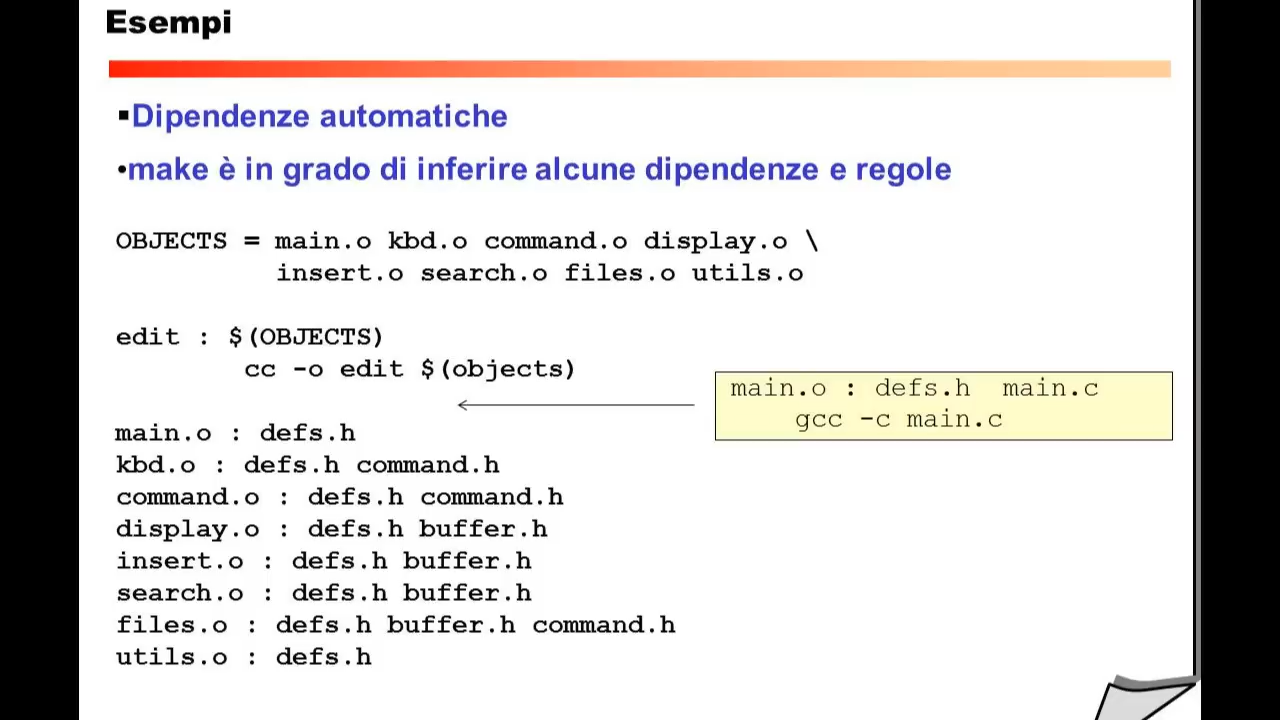 Esempi
▪Dipendenze automatiche
•make è in grado di inferire alcune dipendenze e regole
OBJECTS = main.o kbd.o command.o display.o \
insert.o search.o files.o utils.o
edit : $(OBJECTS)
cc -o edit $(objects)
main.o : defs.h main.c
gcc -c main.c
main.o : defs.h
kbd.o : defs.h command.h
command.o : defs.h command.h
display.o : defs.h buffer.h
insert.o : defs.h buffer.h
search.o : defs.h buffer.h
files.o : defs.h buffer.h command.h
utils.o : defs.h